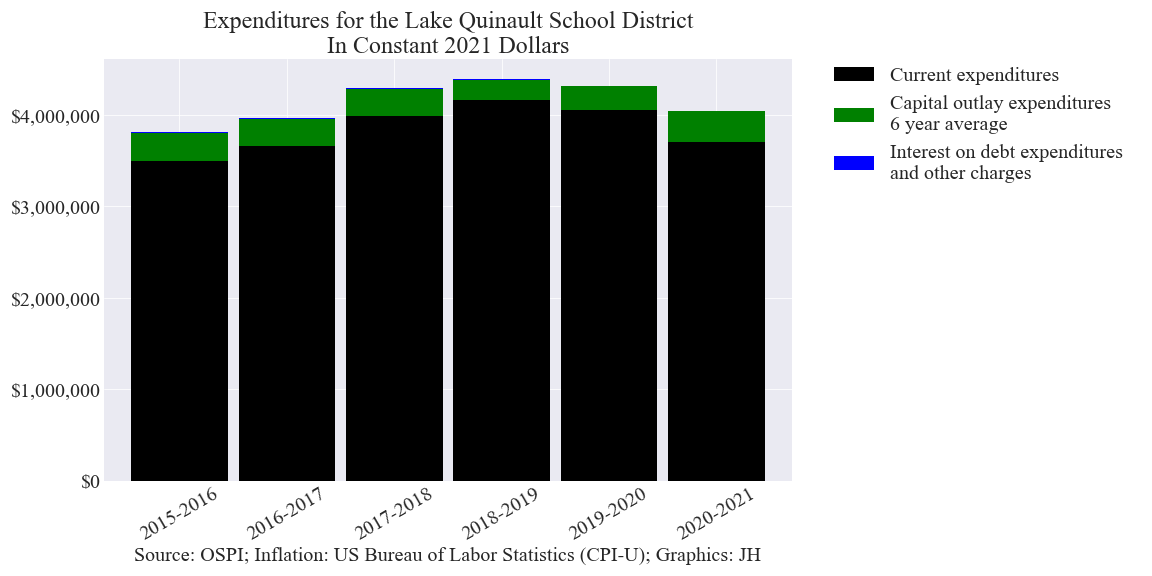 Expenditures for the Lake Quinault School District
In Constant 2021 Dollars
Current expenditures
Capital outlay expenditures
6 year average
Interest on debt expenditures
and other charges
$4,000,000
$3,000,000
$2,000,000
$1,000,000
$0
2015-2016
2016-2017
2017-2018
2018-2019
2019-2020
2020-2021
Source: OSPI; Inflation: US Bureau of Labor Statistics (CPI-U); Graphics: JH